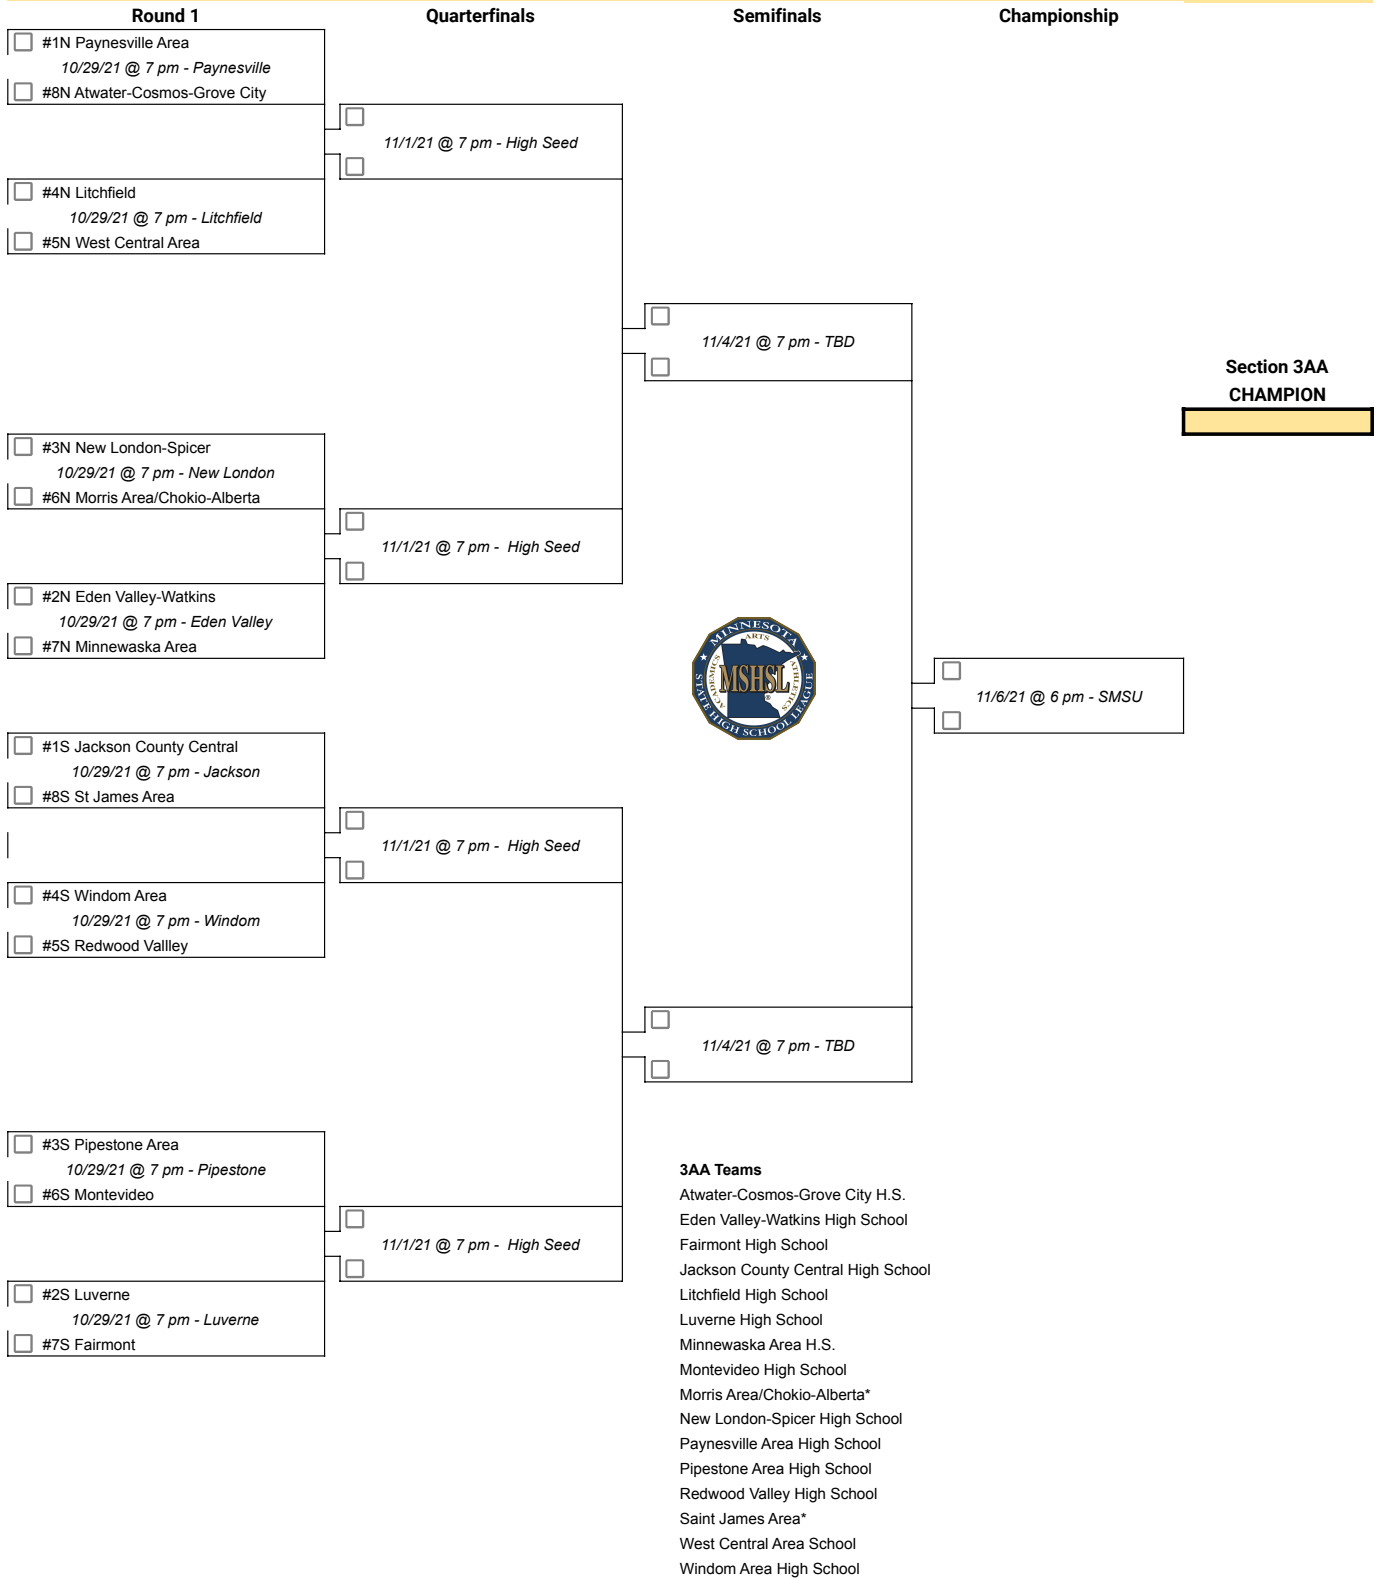 Round 1
Quarterfinals
Semifinals
Championship
#1N Paynesville Area
10/29/21 @ 7 pm - Paynesville
#8N Atwater-Cosmos-Grove City
11/1/21 @ 7 pm - High Seed
#4N Litchfield
10/29/21 @ 7 pm - Litchfield
#5N West Central Area
11/4/21 @ 7 pm - TBD
Section 3AA
CHAMPION
#3N New London-Spicer
10/29/21 @ 7 pm - New London
#6N Morris Area/Chokio-Alberta
11/1/21 @ 7 pm - High Seed
#2N Eden Valley-Watkins
10/29/21 @ 7 pm - Eden Valley
#7N Minnewaska Area
MINNESOTA
STATE HIGH SCHOOL LEAGUE
ARTS
ACADEMICS
ATHLETICS
MSHSL
®
11/6/21 @ 6 pm - SMSU
#1S Jackson County Central
10/29/21 @ 7 pm - Jackson
#8S St James Area
11/1/21 @ 7 pm - High Seed
#4S Windom Area
10/29/21 @ 7 pm - Windom
#5S Redwood Vallley
11/4/21 @ 7 pm - TBD
#3S Pipestone Area
10/29/21 @ 7 pm - Pipestone
#6S Montevideo
11/1/21 @ 7 pm - High Seed
#2S Luverne
10/29/21 @ 7 pm - Luverne
#7S Fairmont
3AA Teams
Atwater-Cosmos-Grove City H.S.
Eden Valley-Watkins High School
Fairmont High School
Jackson County Central High School
Litchfield High School
Luverne High School
Minnewaska Area H.S.
Montevideo High School
Morris Area/Chokio-Alberta*
New London-Spicer High School
Paynesville Area High School
Pipestone Area High School
Redwood Valley High School
Saint James Area*
West Central Area School
Windom Area High School